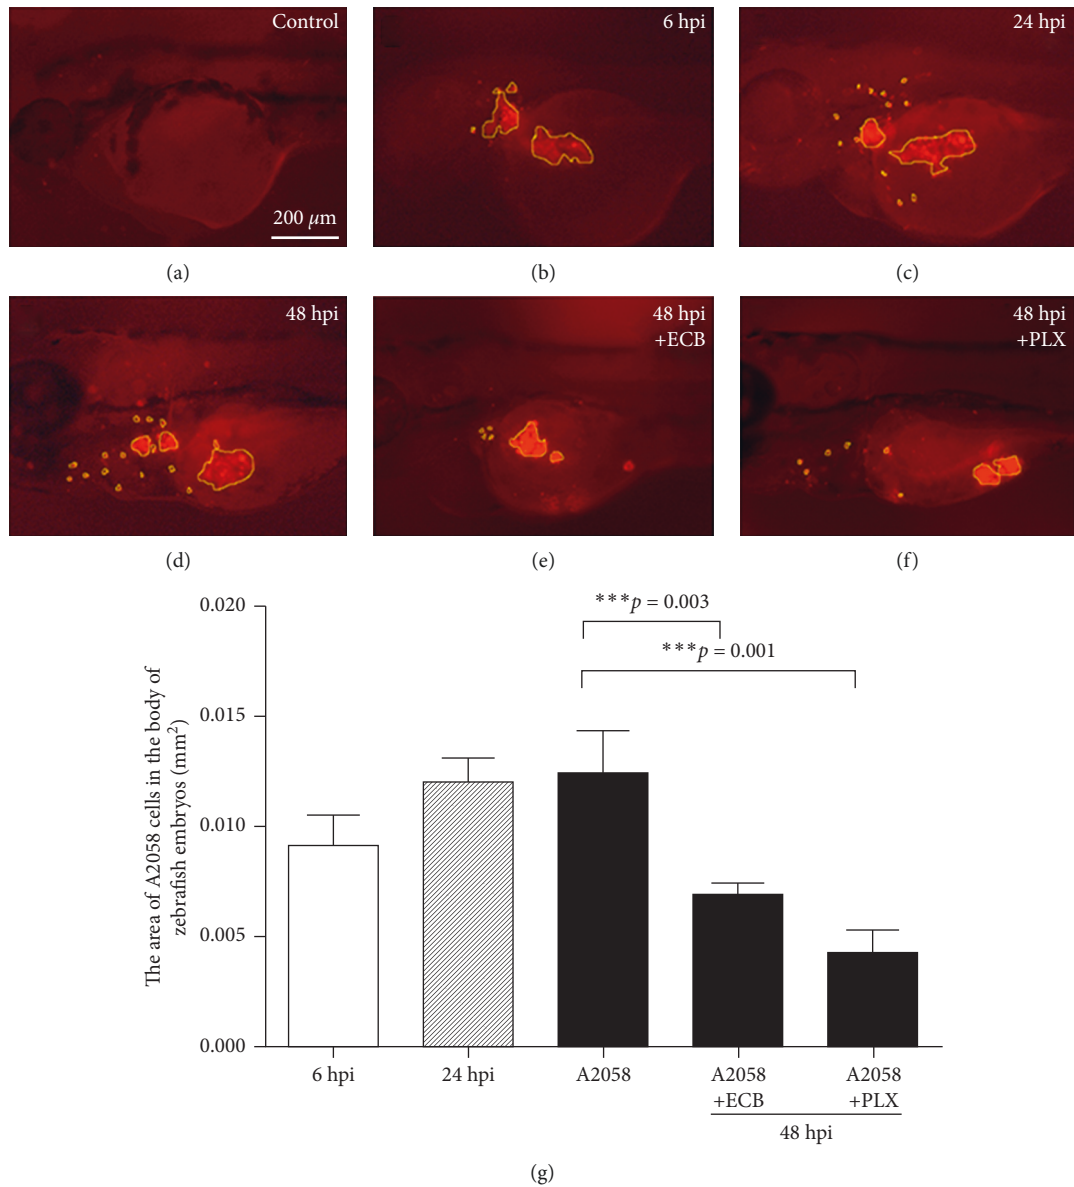 Control
200 μm
(a)
6 hpi
(b)
24 hpi
(c)
48 hpi
(d)
48 hpi
+ECB
(e)
48 hpi
+PLX
(f)
The area of A2058 cells in the body of
zebrafish embryos (mm²)
0.020
0.015
0.010
0.005
0.000
***p = 0.003
***p = 0.001
6 hpi
24 hpi
A2058
A2058
+ECB
A2058
+PLX
48 hpi
(g)